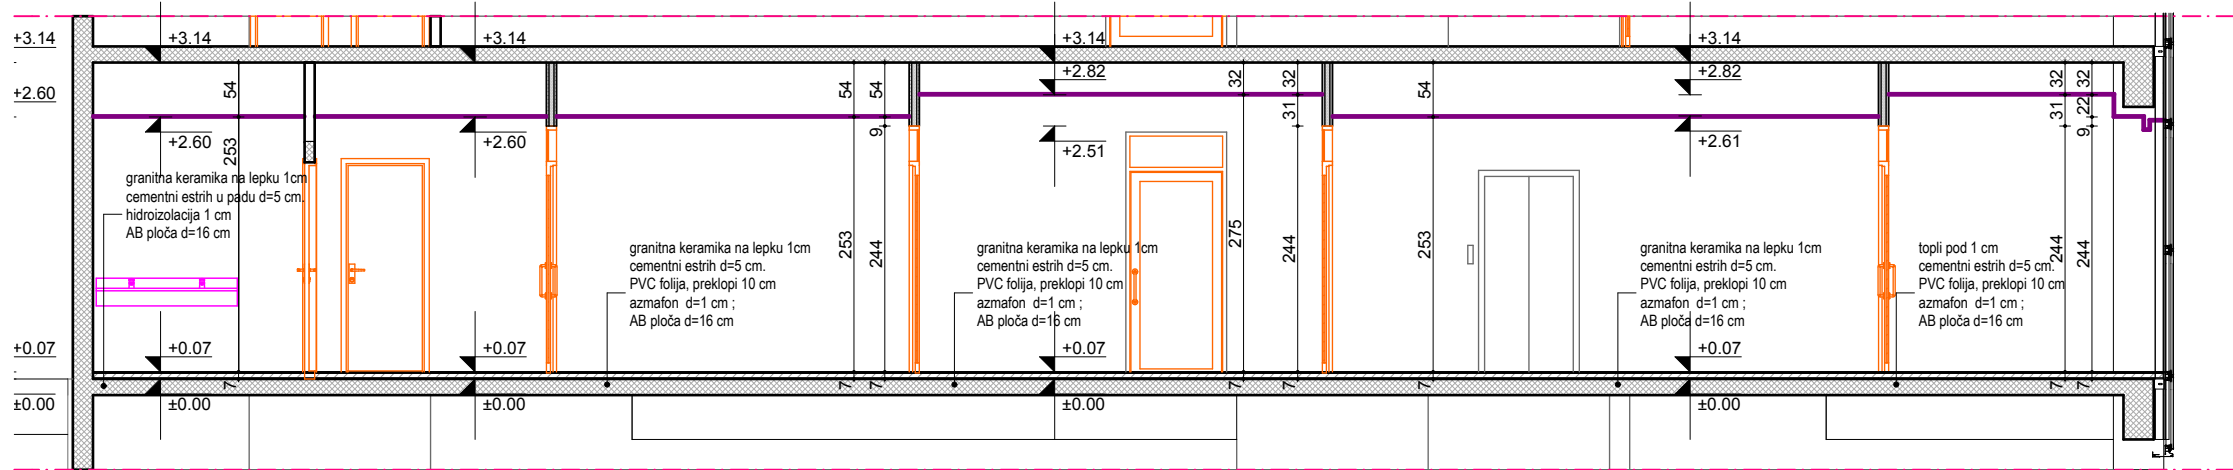 +3.14
+3.14
+3.14
+3.14
+3.14
+2.82
+2.82
+2.60
54
54
54
32
32
54
32
32
31
31
22
9
9
+2.60
+2.60
+2.51
+2.61
253
granitna keramika na lepku 1cm
cementni estrih u padu d=5 cm.
hidroizolacija 1 cm
AB ploča d=16 cm
253
244
275
244
253
244
244
granitna keramika na lepku 1cm
cementni estrih d=5 cm.
PVC folija, preklopi 10 cm
azmafon d=1 cm ;
AB ploča d=16 cm
granitna keramika na lepku 1cm
cementni estrih d=5 cm.
PVC folija, preklopi 10 cm
azmafon d=1 cm ;
AB ploča d=16 cm
granitna keramika na lepku 1cm
cementni estrih d=5 cm.
PVC folija, preklopi 10 cm
azmafon d=1 cm ;
AB ploča d=16 cm
topli pod 1 cm
cementni estrih d=5 cm.
PVC folija, preklopi 10 cm
azmafon d=1 cm ;
AB ploča d=16 cm
+0.07
+0.07
+0.07
+0.07
+0.07
7
7
7
7
7
7
7
7
±0.00
±0.00
±0.00
±0.00
±0.00